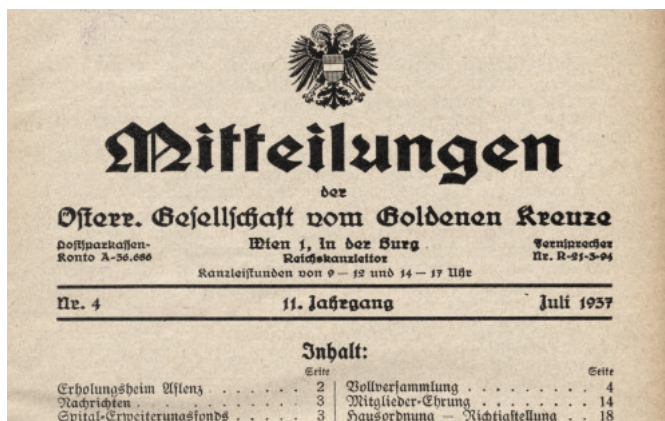 Mitteilungen
der
Österr. Gesellschaft vom Goldenen Kreuze
Postsparkassen-
Konto A-36.686
Wien 1, In der Burg
Reichskanzleitor
Kanzleistunden von 9 — 12 und 14 — 17 Uhr
Fernsprecher
Nr. R-21-3-94
Nr. 4 11. Jahrgang Juli 1937
Inhalt:
Seite
Erholungsheim Aflenz . . . . . . . 2
Nachrichten . . . . . . . . . . . 3
Spital-Erweiterungsfonds . . . . . 3
Seite
Vollversammlung . . . . . . . . . 4
Mitglieder-Ehrung . . . . . . . . 14
Hausordnung — Richtigstellung . . 18